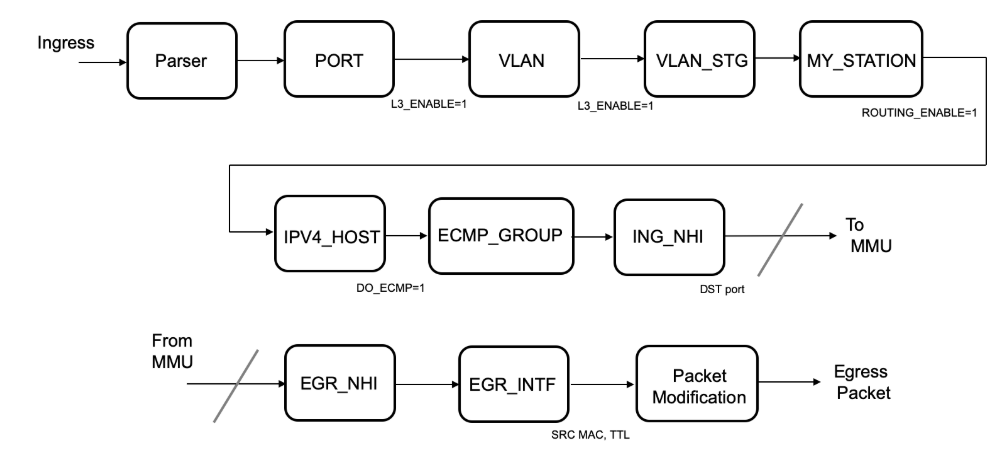 Ingress
Parser
PORT
VLAN
VLAN_STG
MY_STATION
L3_ENABLE=1
L3_ENABLE=1
ROUTING_ENABLE=1
IPV4_HOST
ECMP_GROUP
ING_NHI
To
MMU
DO_ECMP=1
DST port
From
MMU
EGR_NHI
EGR_INTF
Packet
Modification
Egress
Packet
SRC MAC, TTL